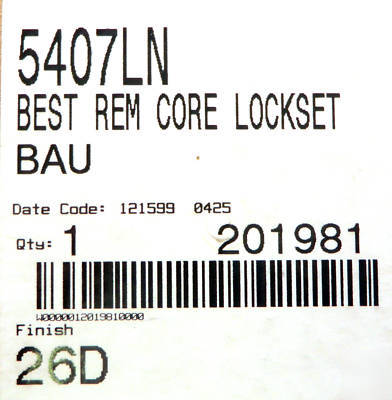 5407LN
BEST REM CORE LOCKSET
BAU
Date Code: 121599 0425
Qty: 1 201981
W0000012019810000
Finish
26D